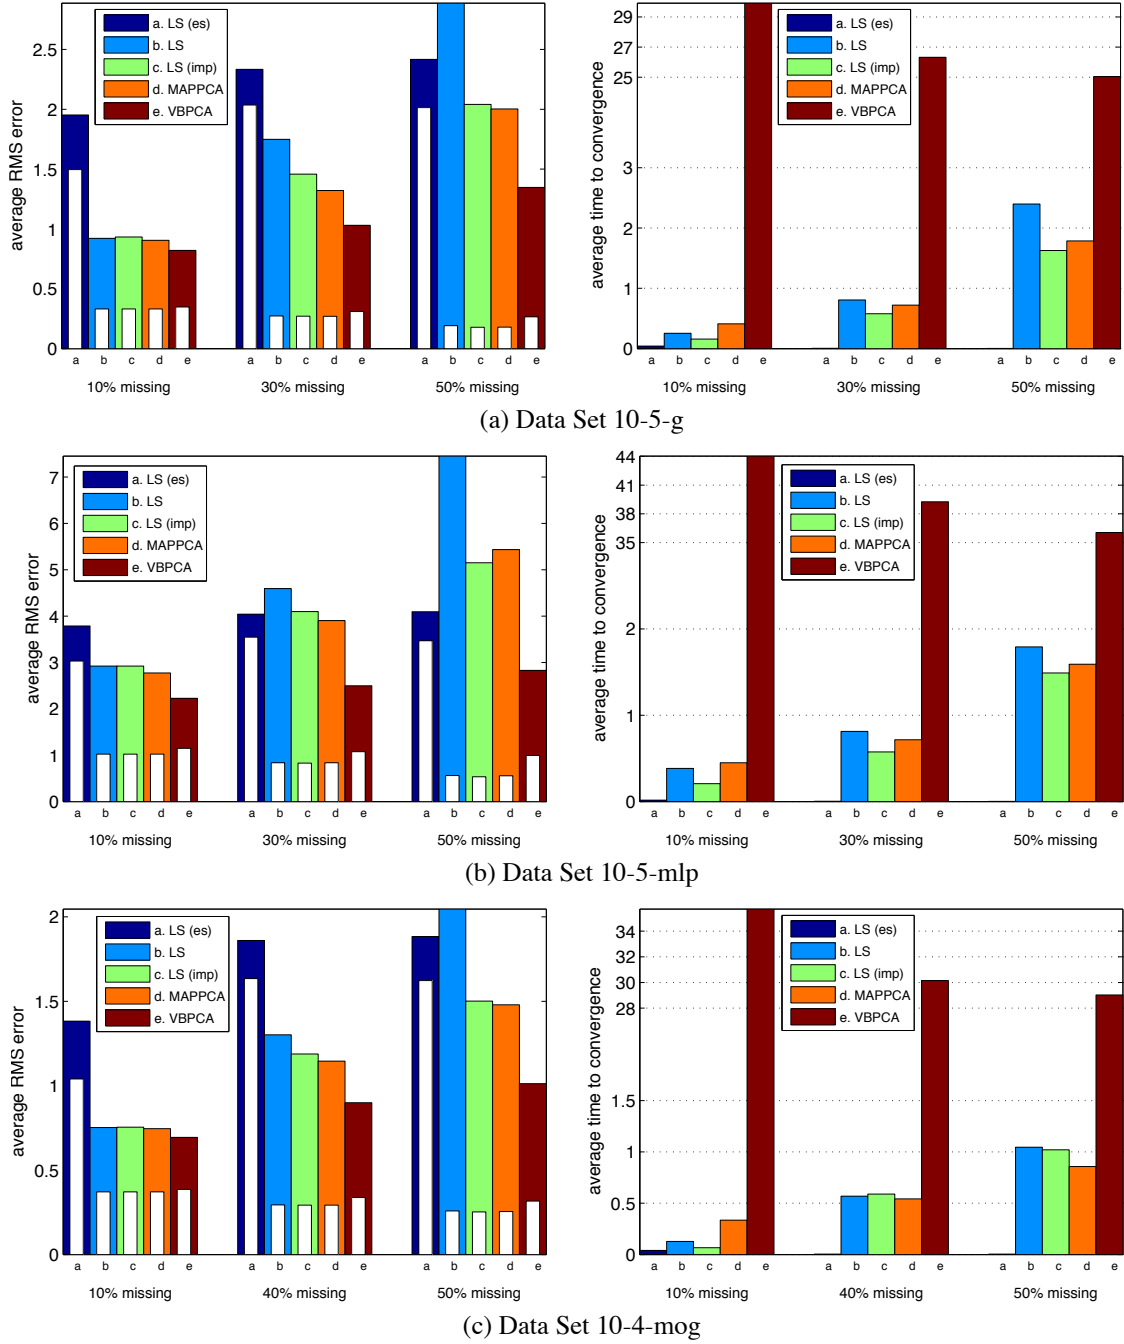 average RMS error
2.5
2
1.5
1
0.5
0
a. LS (es)
b. LS
c. LS (imp)
d. MAPPCA
e. VBPCA
a b c d e a b c d e a b c d e
10% missing 30% missing 50% missing
average time to convergence
29
27
25
3
2
1
0
a. LS (es)
b. LS
c. LS (imp)
d. MAPPCA
e. VBPCA
a b c d e a b c d e a b c d e
10% missing 30% missing 50% missing
(a) Data Set 10-5-g
average RMS error
7
6
5
4
3
2
1
0
a. LS (es)
b. LS
c. LS (imp)
d. MAPPCA
e. VBPCA
a b c d e a b c d e a b c d e
10% missing 30% missing 50% missing
average time to convergence
44
41
38
35
2
1
0
a. LS (es)
b. LS
c. LS (imp)
d. MAPPCA
e. VBPCA
a b c d e a b c d e a b c d e
10% missing 30% missing 50% missing
(b) Data Set 10-5-mlp
average RMS error
2
1.5
1
0.5
0
a. LS (es)
b. LS
c. LS (imp)
d. MAPPCA
e. VBPCA
a b c d e a b c d e a b c d e
10% missing 40% missing 50% missing
average time to convergence
34
32
30
28
1.5
1
0.5
0
a. LS (es)
b. LS
c. LS (imp)
d. MAPPCA
e. VBPCA
a b c d e a b c d e a b c d e
10% missing 40% missing 50% missing
(c) Data Set 10-4-mog